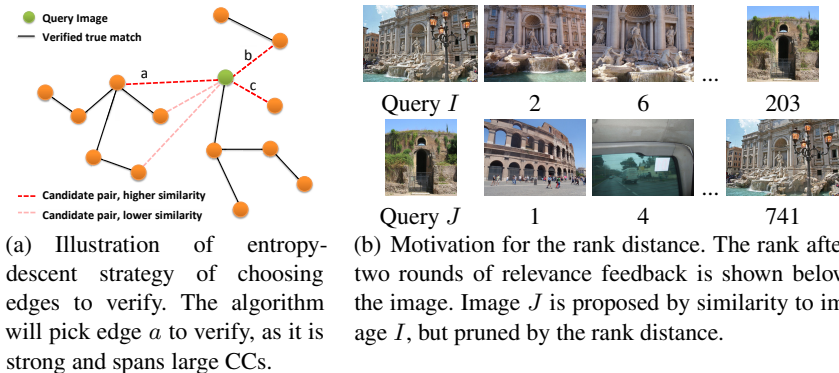 Query Image
Verified true match
a
b
c
Candidate pair, higher similarity
Candidate pair, lower similarity
(a) Illustration of entropy-
descent strategy of choosing
edges to verify. The algorithm
will pick edge a to verify, as it is
strong and spans large CCs.
...
Query I 2 6 203
...
Query J 1 4 741
(b) Motivation for the rank distance. The rank afte
two rounds of relevance feedback is shown below
the image. Image J is proposed by similarity to im-
age I, but pruned by the rank distance.